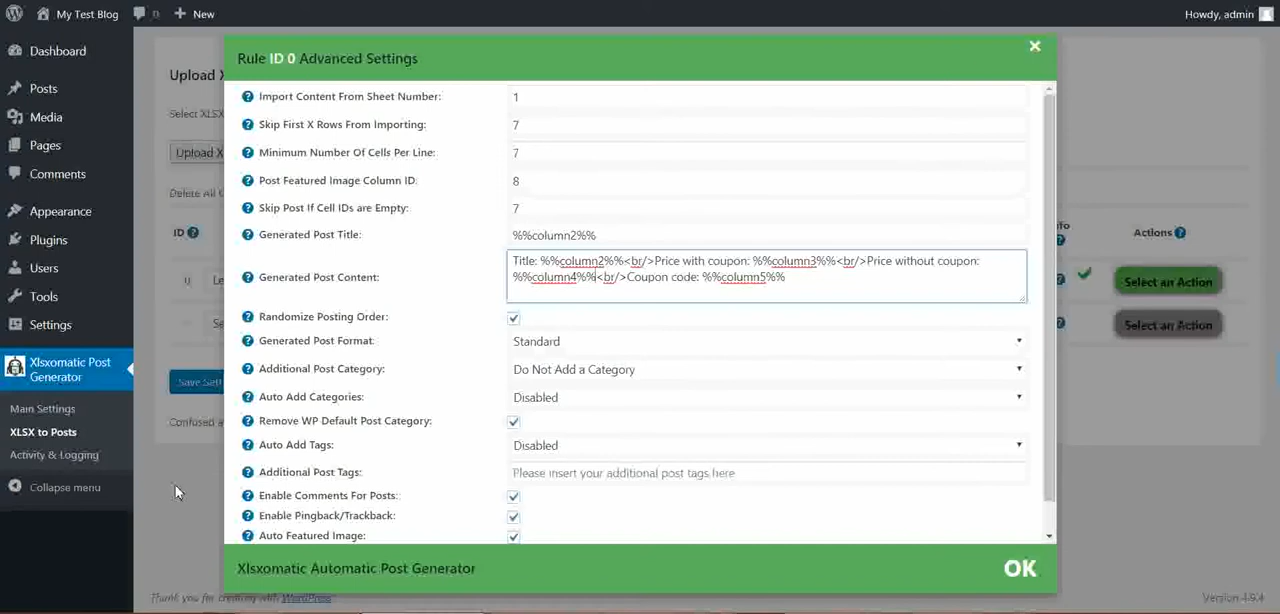 My Test Blog
0
New
Howdy, admin
Dashboard
Posts
Media
Pages
Comments
Appearance
Plugins
Users
Tools
Settings
Xlsxomatic Post
Generator
Main Settings
XLSX to Posts
Activity & Logging
Collapse menu
Upload X
Select XLSX
Upload X
Delete All
ID
Save Sett
Confused a
Rule ID 0 Advanced Settings
Import Content From Sheet Number:
1
Skip First X Rows From Importing:
7
Minimum Number Of Cells Per Line:
7
Post Featured Image Column ID:
8
Skip Post If Cell IDs are Empty:
7
Generated Post Title:
%%column2%%
Generated Post Content:
Title: %%column2%%<br/>Price with coupon: %%column3%%<br/>Price without coupon:
%%column4%%<br/>Coupon code: %%column5%%
Randomize Posting Order:
Generated Post Format:
Standard
Additional Post Category:
Do Not Add a Category
Auto Add Categories:
Disabled
Remove WP Default Post Category:
Auto Add Tags:
Disabled
Additional Post Tags:
Please insert your additional post tags here
Enable Comments For Posts:
Enable Pingback/Trackback:
Auto Featured Image:
Xlsxomatic Automatic Post Generator
OK
Actions
Select an Action
Select an Action
Thank you for creating with WordPress
Version 4.9.4